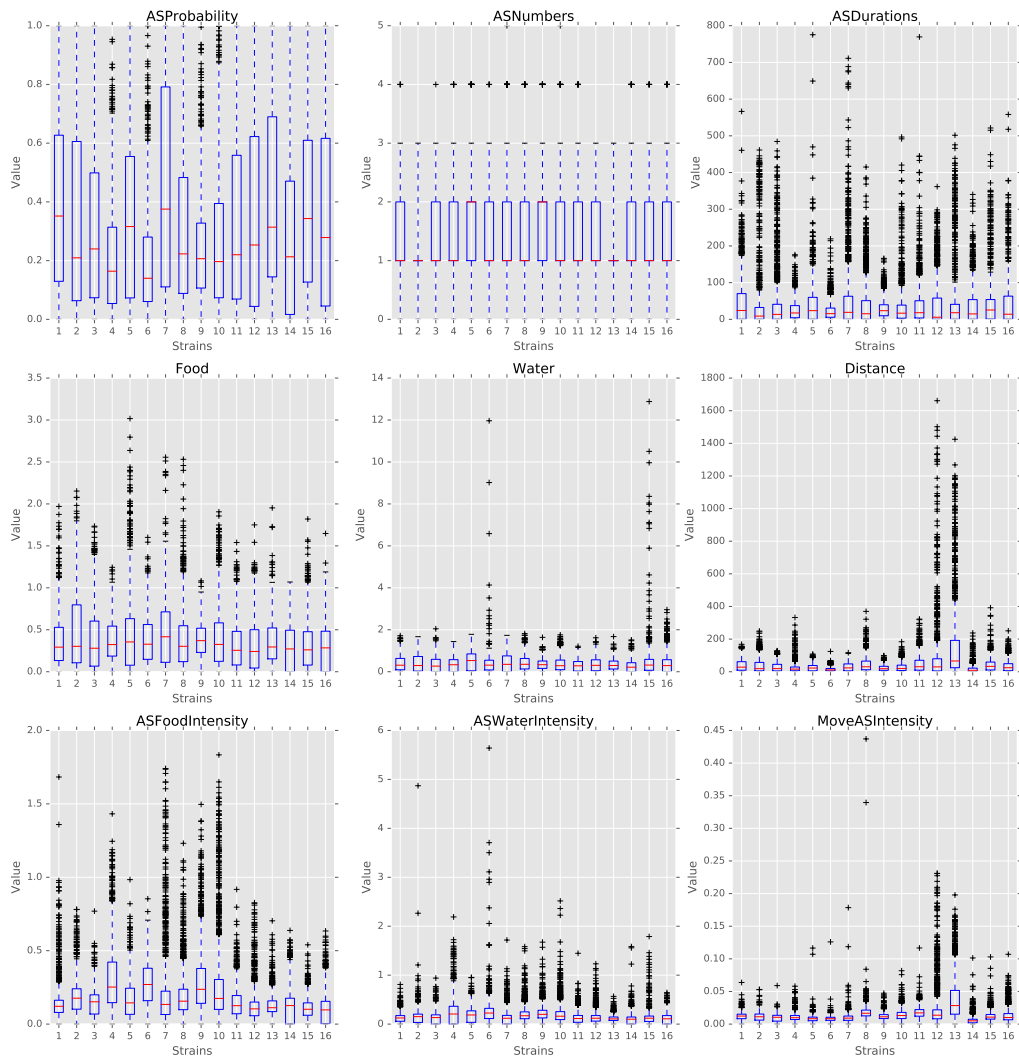 ASProbability
1.0
0.8
0.6
0.4
0.2
0.0
Value
1 2 3 4 5 6 7 8 9 10 11 12 13 14 15 16
Strains
ASNumbers
5
4
3
2
1
0
Value
1 2 3 4 5 6 7 8 9 10 11 12 13 14 15 16
Strains
ASDurations
800
700
600
500
400
300
200
100
0
Value
1 2 3 4 5 6 7 8 9 10 11 12 13 14 15 16
Strains
Food
3.5
3.0
2.5
2.0
1.5
1.0
0.5
0.0
Value
1 2 3 4 5 6 7 8 9 10 11 12 13 14 15 16
Strains
Water
14
12
10
8
6
4
2
0
Value
1 2 3 4 5 6 7 8 9 10 11 12 13 14 15 16
Strains
Distance
1800
1600
1400
1200
1000
800
600
400
200
0
Value
1 2 3 4 5 6 7 8 9 10 11 12 13 14 15 16
Strains
ASFoodIntensity
2.0
1.5
1.0
0.5
0.0
Value
1 2 3 4 5 6 7 8 9 10 11 12 13 14 15 16
Strains
ASWaterIntensity
6
5
4
3
2
1
0
Value
1 2 3 4 5 6 7 8 9 10 11 12 13 14 15 16
Strains
MoveASIntensity
0.45
0.40
0.35
0.30
0.25
0.20
0.15
0.10
0.05
0.00
Value
1 2 3 4 5 6 7 8 9 10 11 12 13 14 15 16
Strains